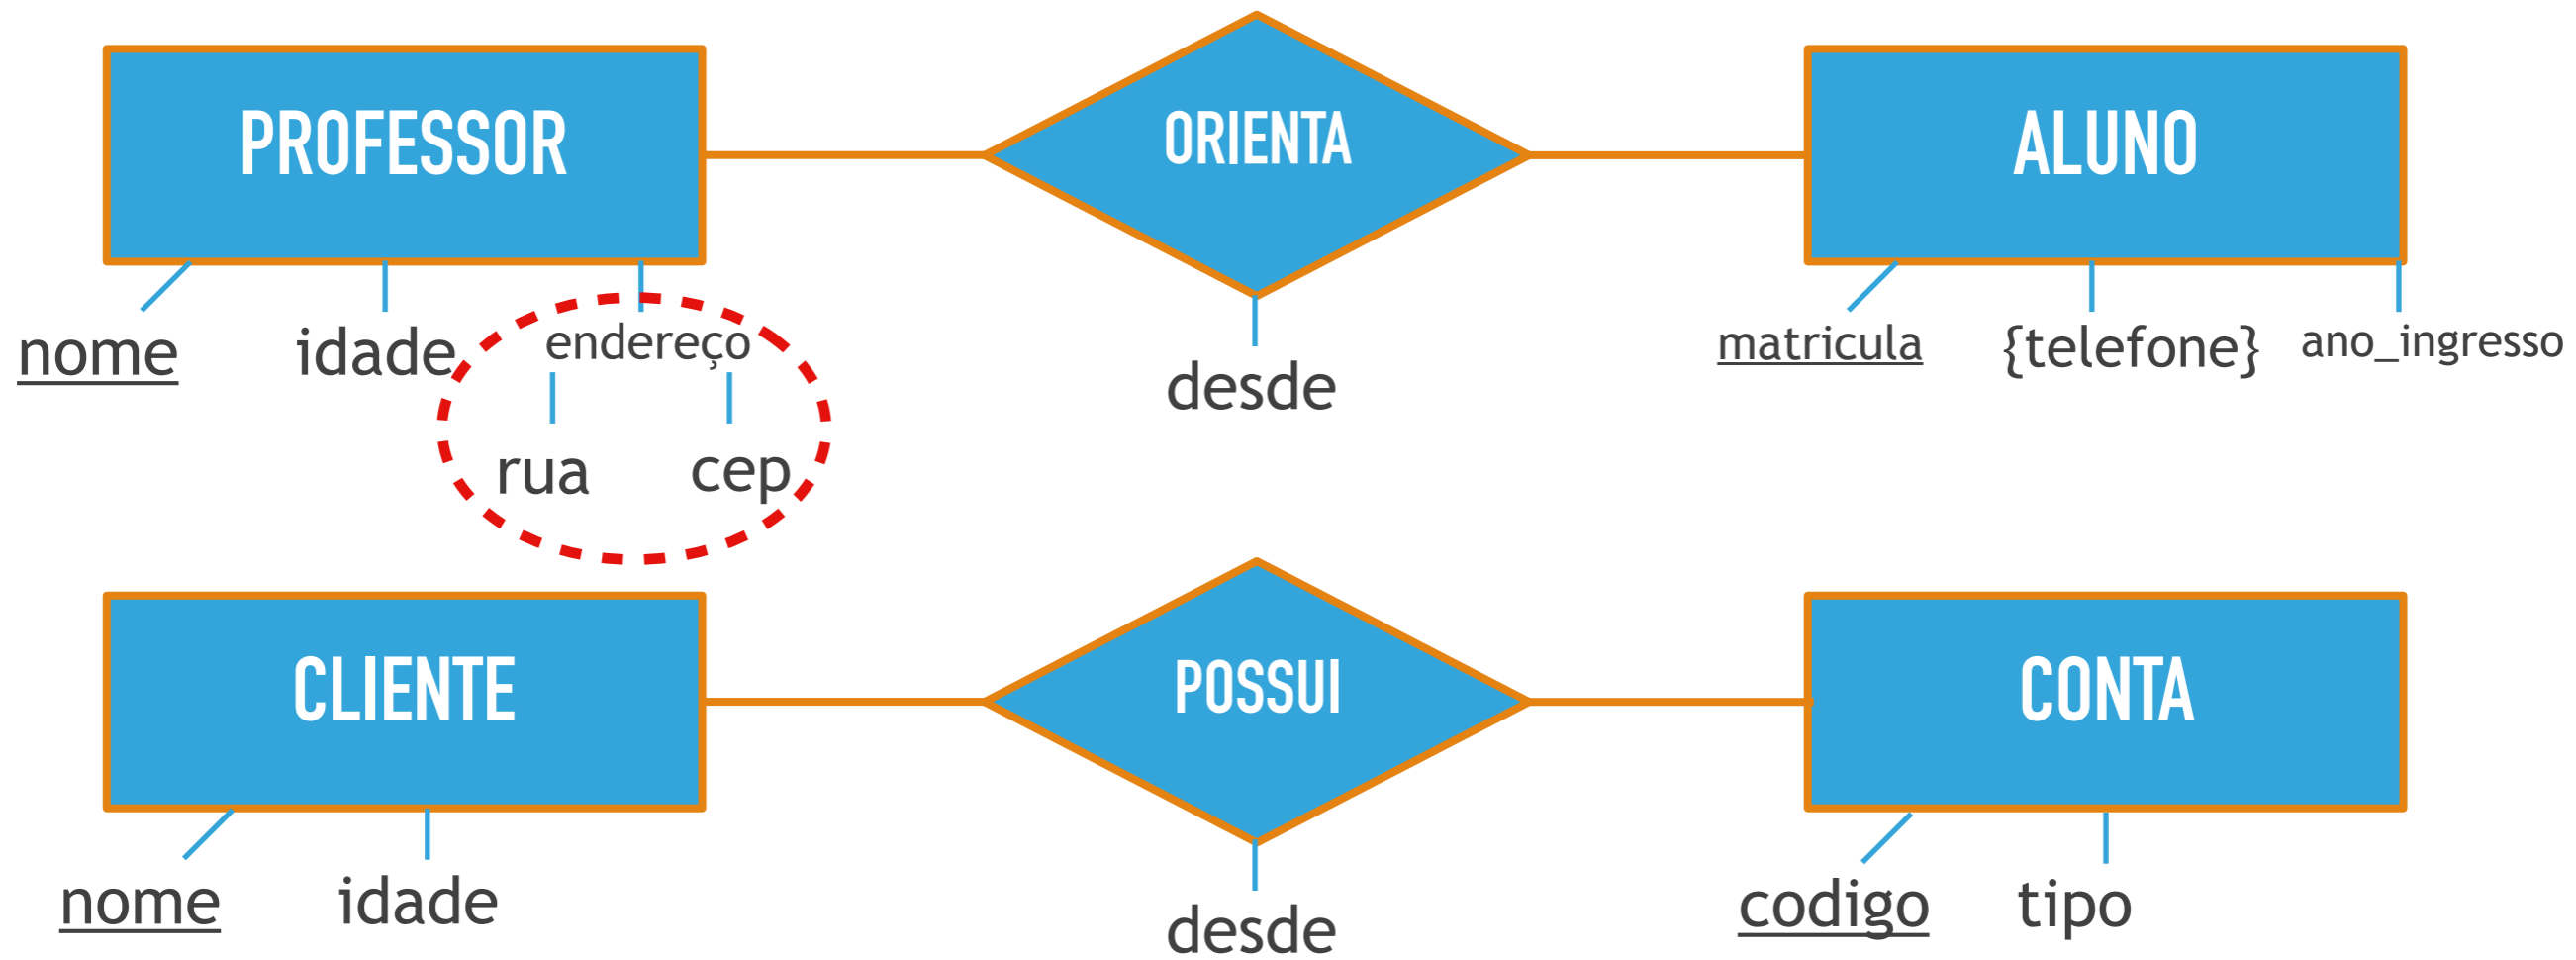 PROFESSOR
ORIENTA
ALUNO
nome
idade
endereço
rua
cep
desde
matricula
{telefone}
ano_ingresso
CLIENTE
POSSUI
CONTA
nome
idade
desde
codigo
tipo